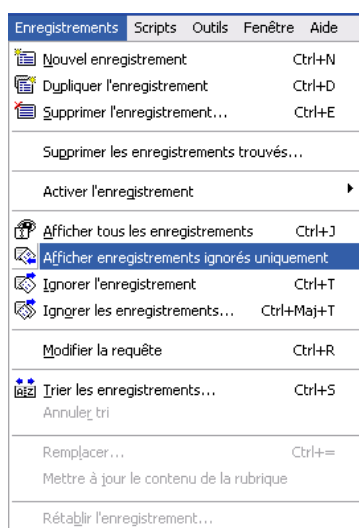 Enregistrements Scripts Outils Fenêtre Aide
Nouvel enregistrement Ctrl+N
Dupliquer l'enregistrement Ctrl+D
Supprimer l'enregistrement... Ctrl+E
Supprimer les enregistrements trouvés...
Activer l'enregistrement
Afficher tous les enregistrements Ctrl+J
Afficher enregistrements ignorés uniquement
Ignorer l'enregistrement Ctrl+T
Ignorer les enregistrements... Ctrl+Maj+T
Modifier la requête Ctrl+R
Trier les enregistrements... Ctrl+S
Annuler tri
Remplacer... Ctrl+=
Mettre à jour le contenu de la rubrique
Rétablir l'enregistrement...